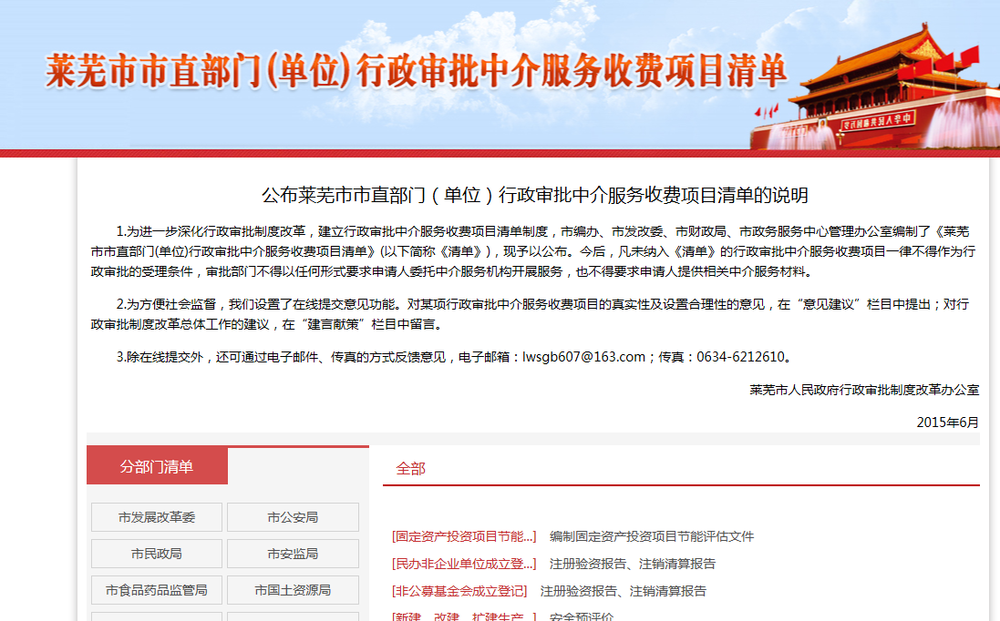 莱芜市市直部门(单位)行政审批中介服务收费项目清单
公布莱芜市市直部门（单位）行政审批中介服务收费项目清单的说明
1.为进一步深化行政审批制度改革，建立行政审批中介服务收费项目清单制度，市编办、市发改委、市财政局、市政务服务中心管理办公室编制了《莱芜
市市直部门(单位)行政审批中介服务收费项目清单》(以下简称《清单》)，现予以公布。今后，凡未纳入《清单》的行政审批中介服务收费项目一律不得作为行
政审批的受理条件，审批部门不得以任何形式要求申请人委托中介服务机构开展服务，也不得要求申请人提供相关中介服务材料。
2.为方便社会监督，我们设置了在线提交意见功能。对某项行政审批中介服务收费项目的真实性及设置合理性的意见，在“意见建议”栏目中提出；对行
政审批制度改革总体工作的建议，在“建言献策”栏目中留言。
3.除在线提交外，还可通过电子邮件、传真的方式反馈意见，电子邮箱：lwsgb607@163.com；传真：0634-6212610。
莱芜市人民政府行政审批制度改革办公室
2015年6月
分部门清单
市发展改革委 市公安局
市民政局 市安监局
市食品药品监管局 市国土资源局
全部
[固定资产投资项目节能...] 编制固定资产投资项目节能评估文件
[民办非企业单位成立登...] 注册验资报告、注销清算报告
[非公募基金会成立登记] 注册验资报告、注销清算报告
[新建、改建、扩建生产...] 安全预评价